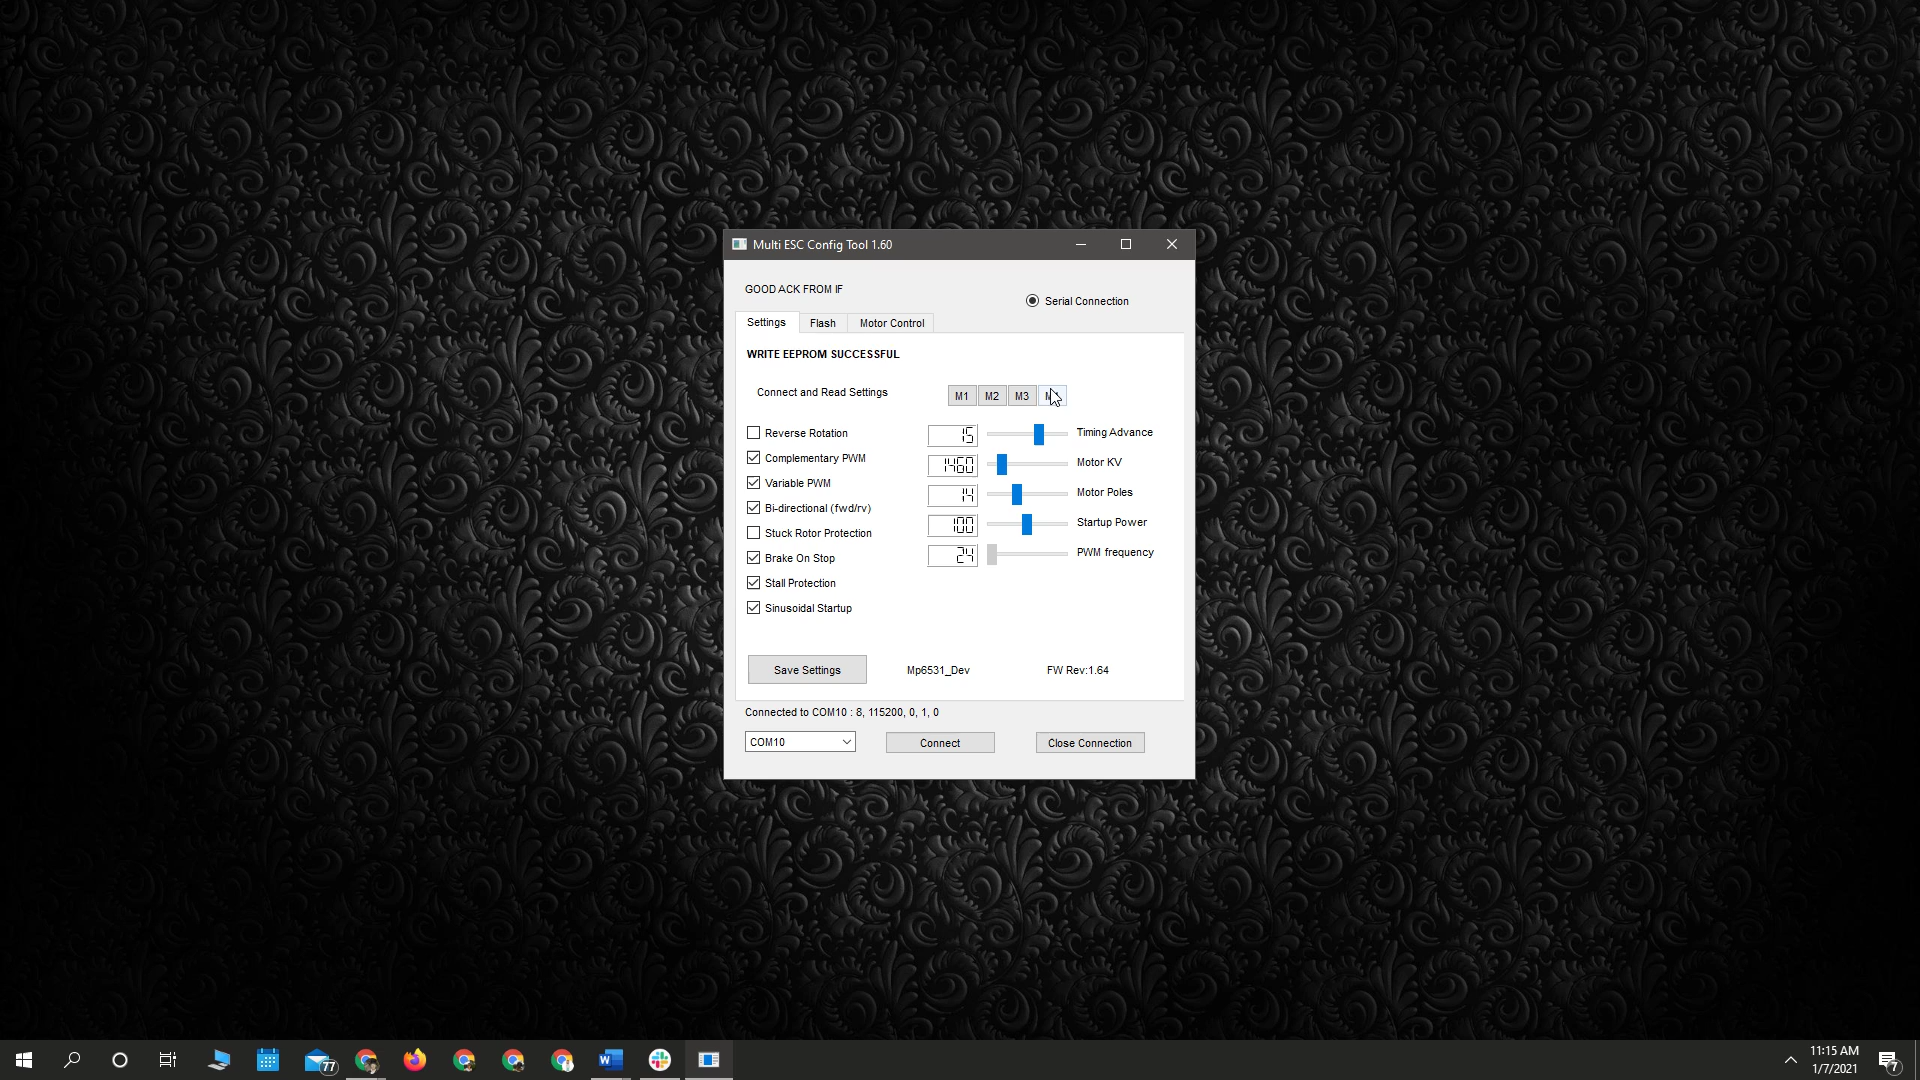 Multi ESC Config Tool 1.60
GOOD ACK FROM IF
Serial Connection
Settings
Flash
Motor Control
WRITE EEPROM SUCCESSFUL
Connect and Read Settings
M1
M2
M3
Reverse Rotation
15
Timing Advance
Complementary PWM
1460
Motor KV
Variable PWM
14
Motor Poles
Bi-directional (fwd/rv)
100
Startup Power
Stuck Rotor Protection
24
PWM frequency
Brake On Stop
Stall Protection
Sinusoidal Startup
Save Settings
Mp6531_Dev
FW Rev:1.64
Connected to COM10 : 8, 115200, 0, 1, 0
COM10
Connect
Close Connection
77
W
11:15 AM
1/7/2021
7